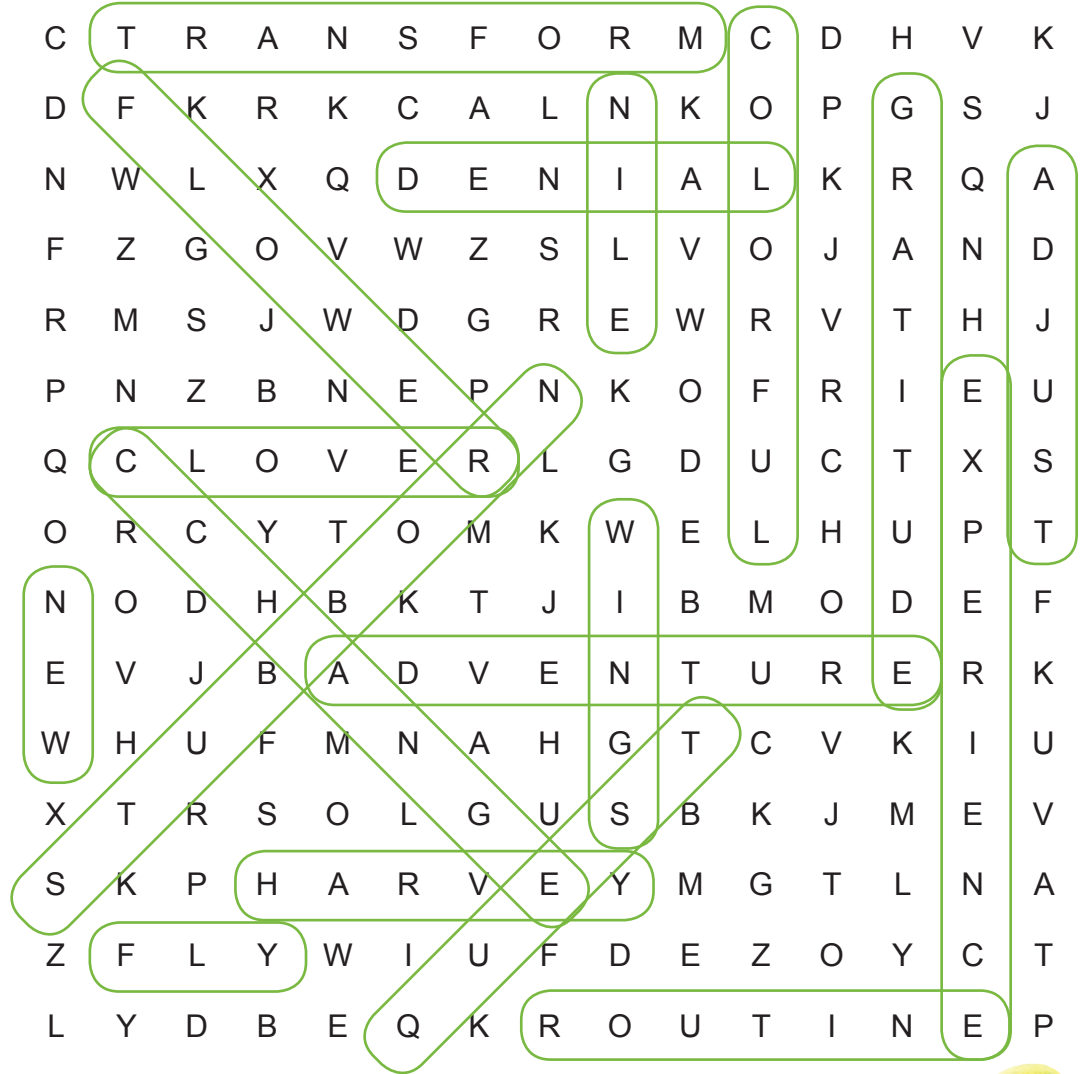 C T R A N S F O R M C D H V K
D F K R K C A L N K O P G S J
N W L X Q D E N I A L K R Q A
F Z G O V W Z S L V O J A N D
R M S J W D G R E W R V T H J
P N Z B N E P N K O F R I E U
Q C L O V E R L G D U C T X S
O R C Y T O M K W E L H U P T
N O D H B K T J I B M O D E F
E V J B A D V E N T U R E R K
W H U F M N A H G T C V K I U
X T R S O L G U S B K J M E V
S K P H A R V E Y M G T L N A
Z F L Y W I U F D E Z O Y C T
L Y D B E Q K R O U T I N E P